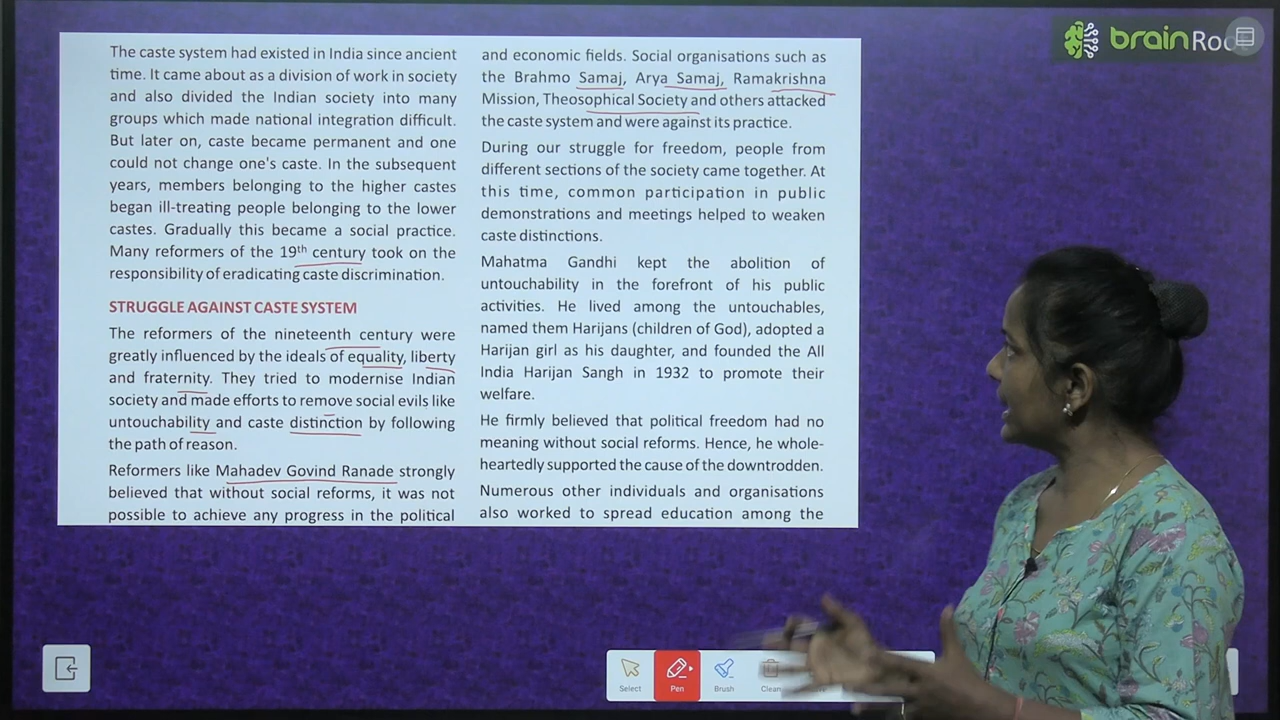 The caste system had existed in India since ancient
time. It came about as a division of work in society
and also divided the Indian society into many
groups which made national integration difficult.
But later on, caste became permanent and one
could not change one's caste. In the subsequent
years, members belonging to the higher castes
began ill-treating people belonging to the lower
castes. Gradually this became a social practice.
Many reformers of the 19th century took on the
responsibility of eradicating caste discrimination.
STRUGGLE AGAINST CASTE SYSTEM
The reformers of the nineteenth century were
greatly influenced by the ideals of equality, liberty
and fraternity. They tried to modernise Indian
society and made efforts to remove social evils like
untouchability and caste distinction by following
the path of reason.
Reformers like Mahadev Govind Ranade strongly
believed that without social reforms, it was not
possible to achieve any progress in the political
and economic fields. Social organisations such as
the Brahmo Samaj, Arya Samaj, Ramakrishna
Mission, Theosophical Society and others attacked
the caste system and were against its practice.
During our struggle for freedom, people from
different sections of the society came together. At
this time, common participation in public
demonstrations and meetings helped to weaken
caste distinctions.
Mahatma Gandhi kept the abolition of
untouchability in the forefront of his public
activities. He lived among the untouchables,
named them Harijans (children of God), adopted a
Harijan girl as his daughter, and founded the All
India Harijan Sangh in 1932 to promote their
welfare.
He firmly believed that political freedom had no
meaning without social reforms. Hence, he whole-
heartedly supported the cause of the downtrodden.
Numerous other individuals and organisations
also worked to spread education among the
brain
Select
Pen
Brush
Clean